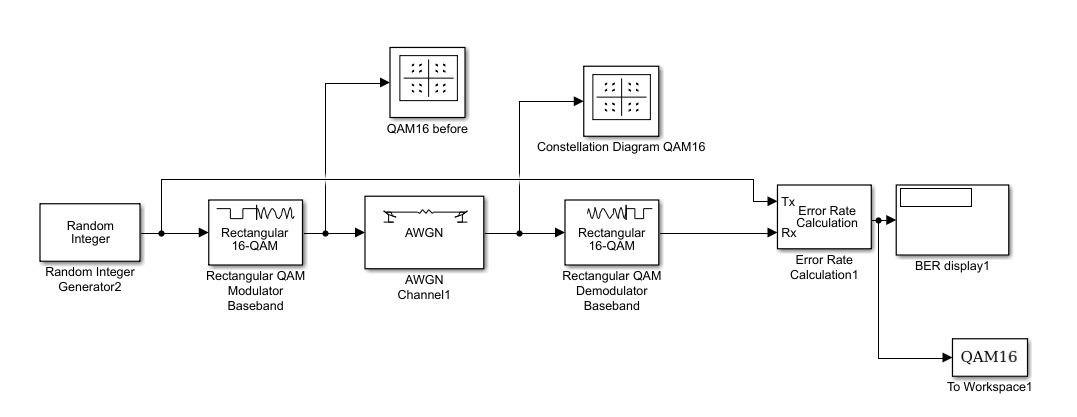 QAM16 before
Constellation Diagram QAM16
Random
Integer
Random Integer
Generator2
Rectangular
16-QAM
Rectangular QAM
Modulator
Baseband
AWGN
AWGN
Channel1
Rectangular
16-QAM
Rectangular QAM
Demodulator
Baseband
Tx
Rx
Error Rate
Calculation
Error Rate
Calculation1
BER display1
QAM16
To Workspace1